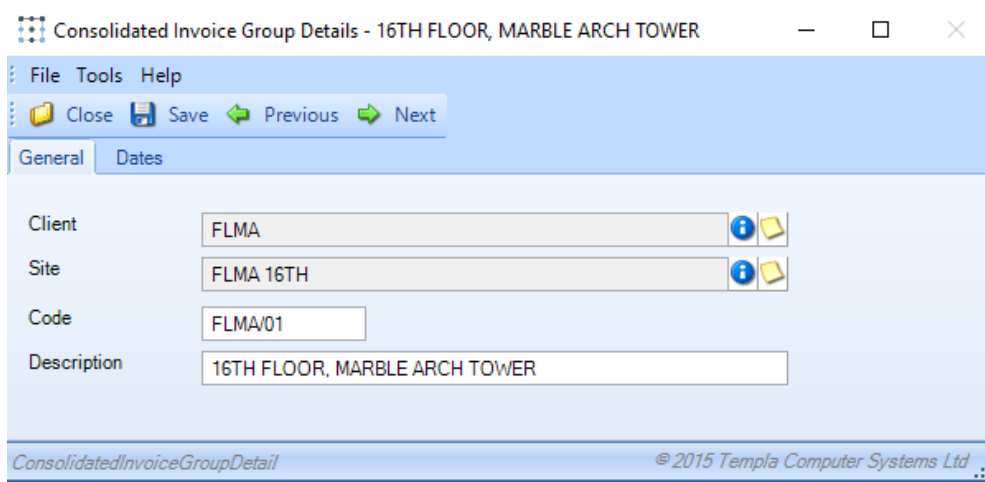 Consolidated Invoice Group Details - 16TH FLOOR, MARBLE ARCH TOWER
File Tools Help
Close Save Previous Next
General Dates
Client FLMA
Site FLMA 16TH
Code FLMA/01
Description 16TH FLOOR, MARBLE ARCH TOWER
ConsolidatedInvoiceGroupDetail © 2015 Templa Computer Systems Ltd